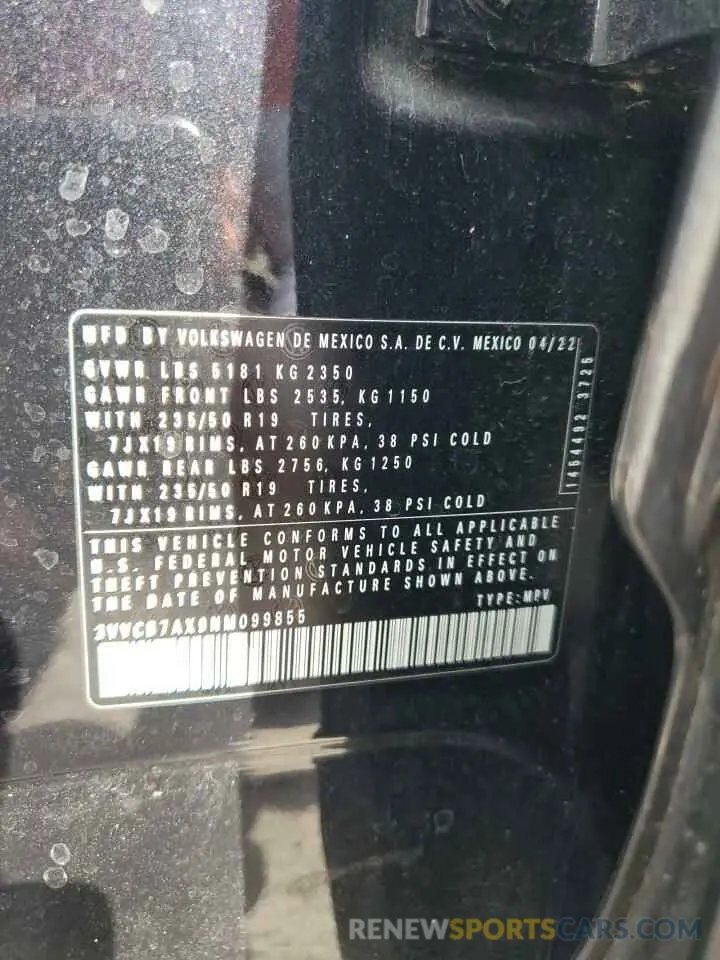 MFD BY VOLKSWAGEN DE MEXICO S.A. DE C.V. MEXICO 04/22
GVWR LBS 5181 KG 2350
GAWR FRONT LBS 2535, KG 1150
WITH 235/50 R19 TIRES,
7JX19 RIMS, AT 260 KPA, 38 PSI COLD
GAWR REAR LBS 2756, KG 1250
WITH 235/50 R19 TIRES,
7JX19 RIMS, AT 260 KPA, 38 PSI COLD
1454492 3725
THIS VEHICLE CONFORMS TO ALL APPLICABLE
U.S. FEDERAL MOTOR VEHICLE SAFETY AND
THEFT PREVENTION STANDARDS IN EFFECT ON
THE DATE OF MANUFACTURE SHOWN ABOVE.
3VVCB7AX9NM099855 TYPE: MPV
RENEWSPORTSCARS.COM